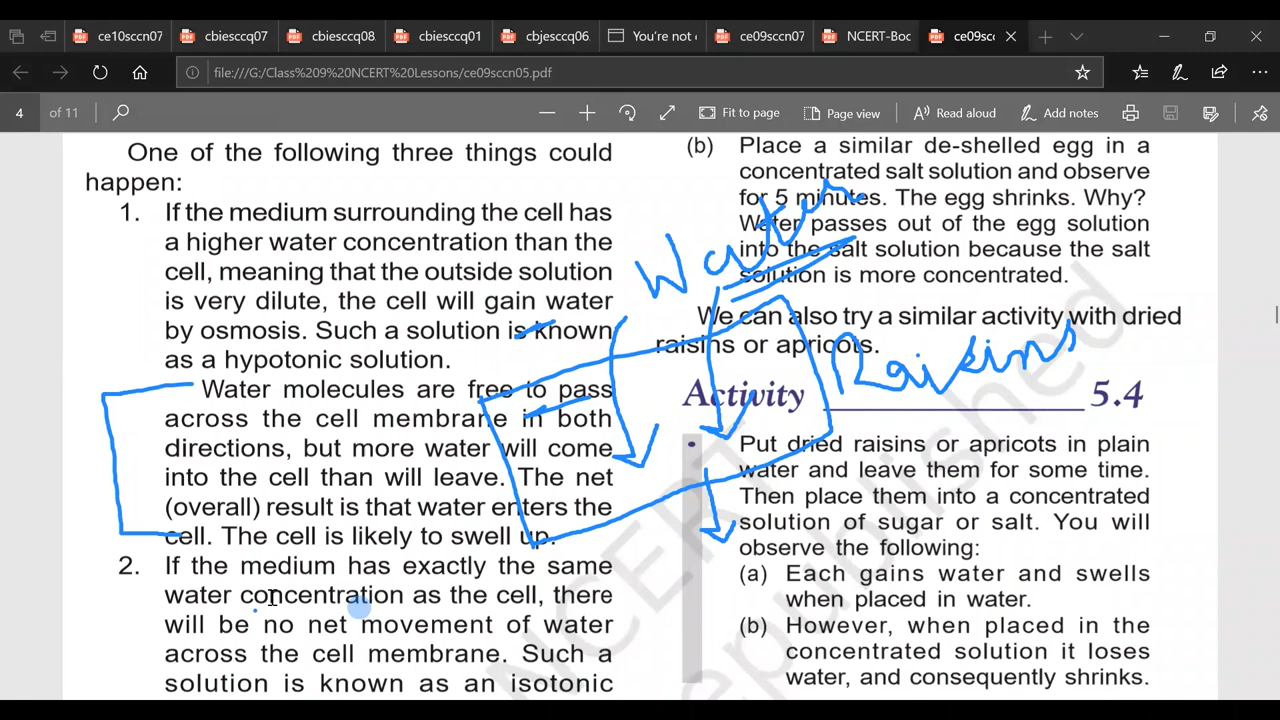 ce10sccn07
cbiesccq07
cbiesccq08
cbiesccq01
cbjesccq06
You're not
ce09sccn07
NCERT-Boc
ce09scc
file:///G:/Class%209%20NCERT%20Lessons/ce09sccn05.pdf
4 of 11
Fit to page
Page view
Read aloud
Add notes
One of the following three things could
happen:
1. If the medium surrounding the cell has
a higher water concentration than the
cell, meaning that the outside solution
is very dilute, the cell will gain water
by osmosis. Such a solution is known
as a hypotonic solution.
Water molecules are free to pass
across the cell membrane in both
directions, but more water will come
into the cell than will leave. The net
(overall) result is that water enters the
cell. The cell is likely to swell up.
2. If the medium has exactly the same
water concentration as the cell, there
will be no net movement of water
across the cell membrane. Such a
solution is known as an isotonic
(b) Place a similar de-shelled egg in a
concentrated salt solution and observe
for 5 minutes. The egg shrinks. Why?
Water passes out of the egg solution
into the salt solution because the salt
solution is more concentrated.
Water
We can also try a similar activity with dried
raisins or apricots.
Raisins
Activity 5.4
• Put dried raisins or apricots in plain
water and leave them for some time.
Then place them into a concentrated
solution of sugar or salt. You will
observe the following:
(a) Each gains water and swells
when placed in water.
(b) However, when placed in the
concentrated solution it loses
water, and consequently shrinks.
NCERT
republished